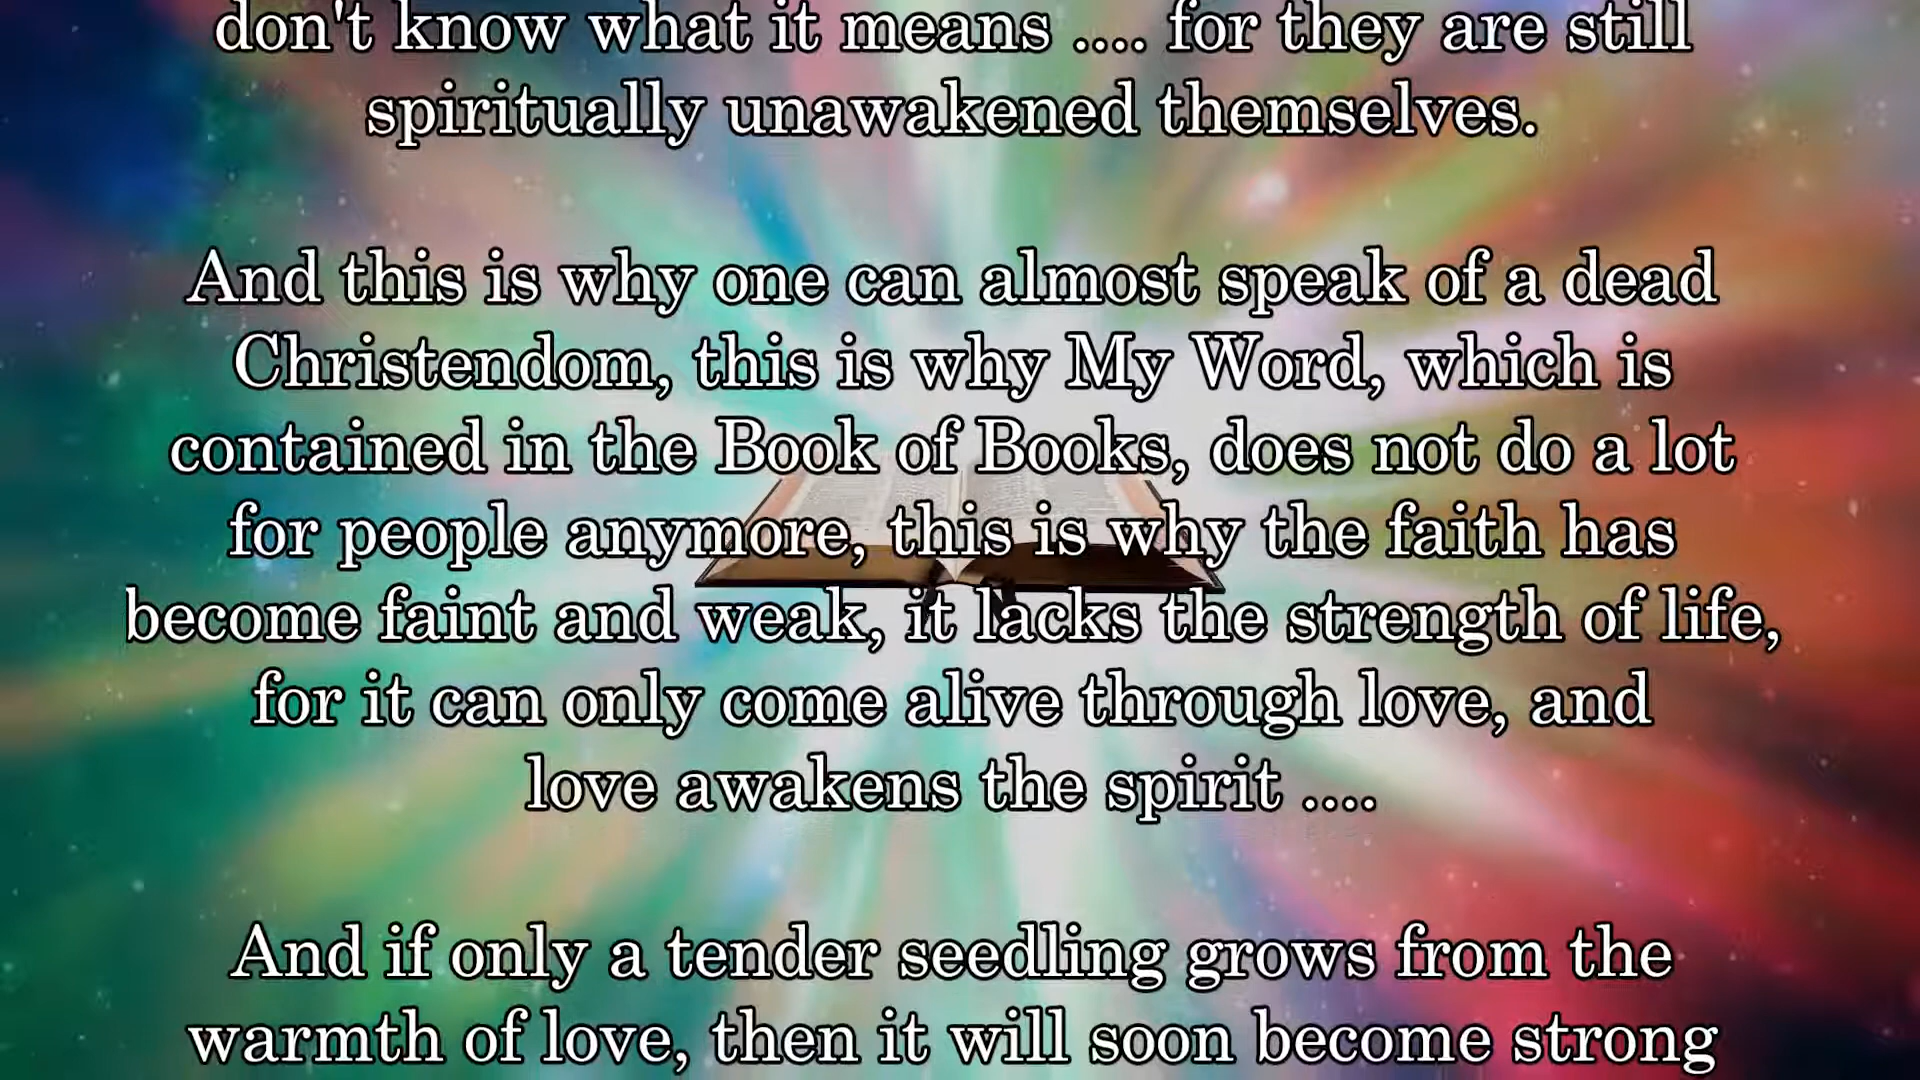 don't know what it means .... for they are still
spiritually unawakened themselves.
And this is why one can almost speak of a dead
Christendom, this is why My Word, which is
contained in the Book of Books, does not do a lot
for people anymore, this is why the faith has
become faint and weak, it lacks the strength of life,
for it can only come alive through love, and
love awakens the spirit ....
And if only a tender seedling grows from the
warmth of love, then it will soon become strong